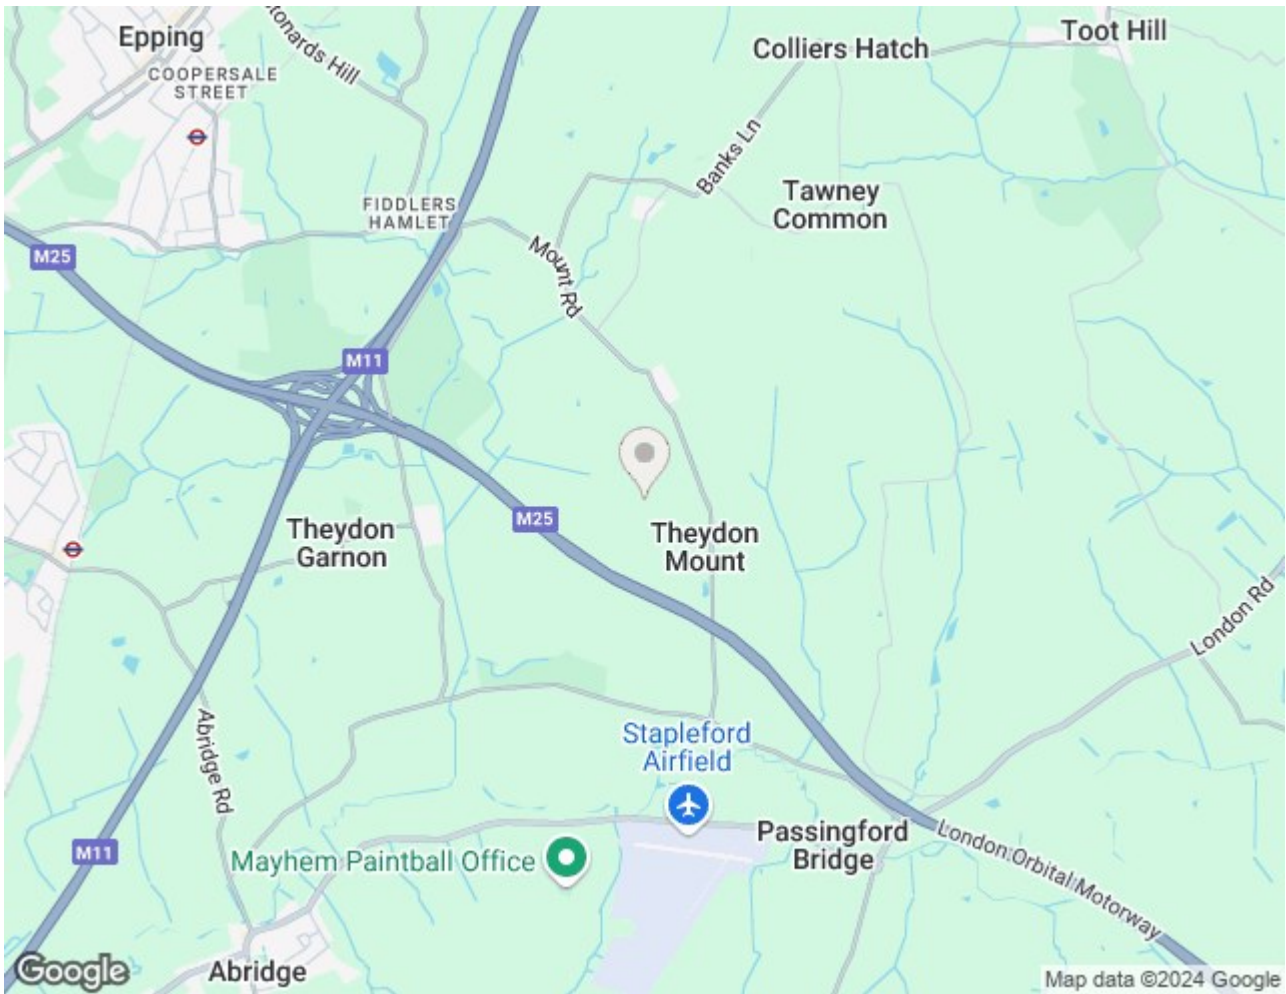 Epping
COOPERSALE
STREET
Stonards Hill
Colliers Hatch
Toot Hill
Banks Ln
Tawney
Common
FIDDLERS
HAMLET
Mount Rd
M25
M11
Theydon
Garnon
M25
Theydon
Mount
London Rd
Abridge Rd
Stapleford
Airfield
Passingford
Bridge
London Orbital Motorway
Mayhem Paintball Office
M11
Abridge
Google
Map data ©2024 Google